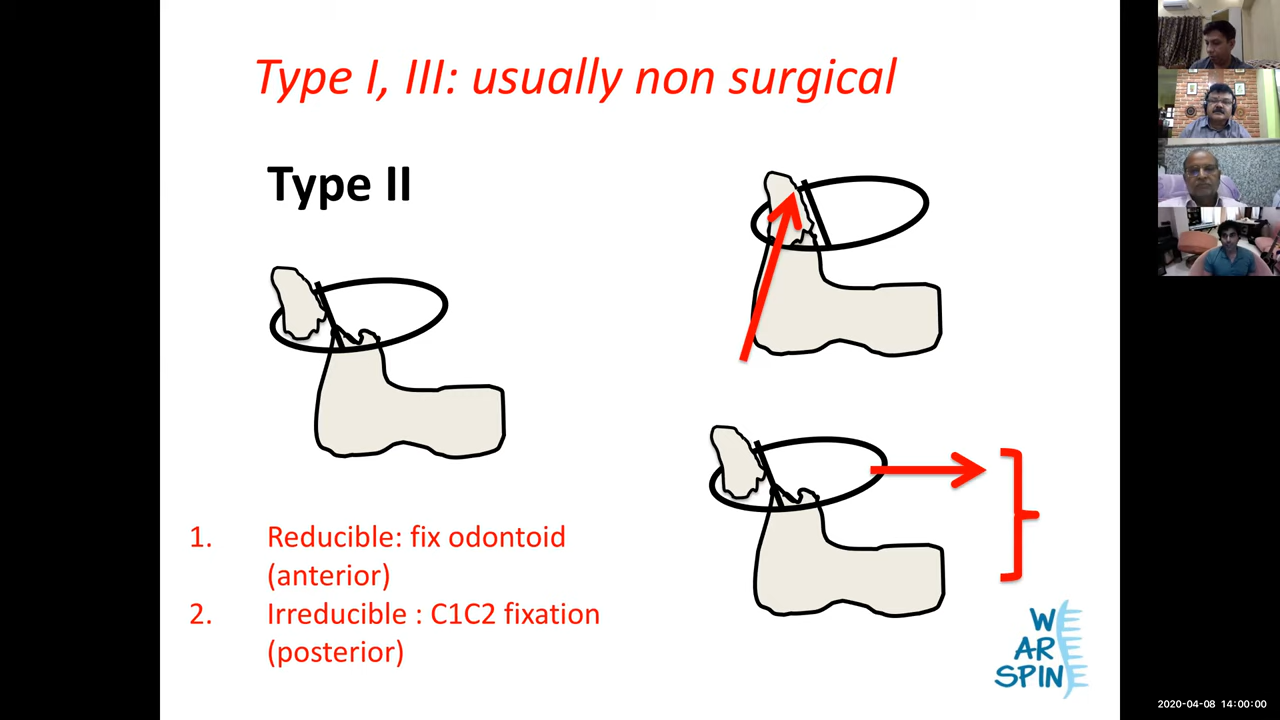 Type I, III: usually non surgical
Type II
1. Reducible: fix odontoid
(anterior)
2. Irreducible : C1C2 fixation
(posterior)
WE
AR
SPINE
2020-04-08 14:00:00